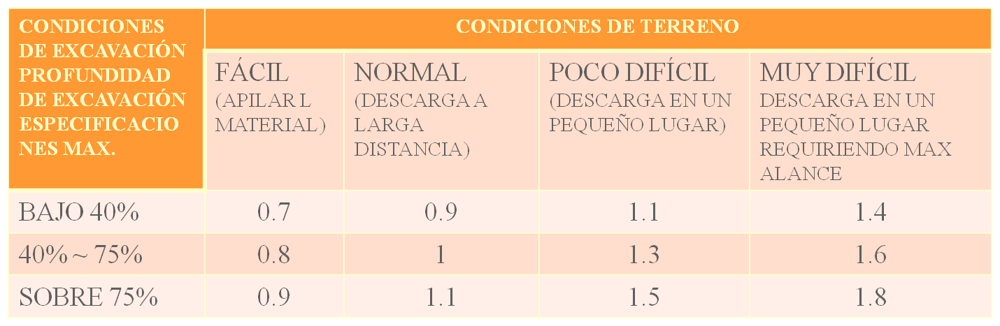 CONDICIONES
DE EXCAVACIÓN
PROFUNDIDAD
DE EXCAVACIÓN
ESPECIFICACIO
NES MAX.
CONDICIONES DE TERRENO
FÁCIL
(APILAR L
MATERIAL)
NORMAL
(DESCARGA A
LARGA
DISTANCIA)
POCO DIFÍCIL
(DESCARGA EN UN
PEQUEÑO LUGAR)
MUY DIFÍCIL
DESCARGA EN UN
PEQUEÑO LUGAR
REQUIRIENDO MAX
ALANCE
BAJO 40% 0.7 0.9 1.1 1.4
40% ~ 75% 0.8 1 1.3 1.6
SOBRE 75% 0.9 1.1 1.5 1.8